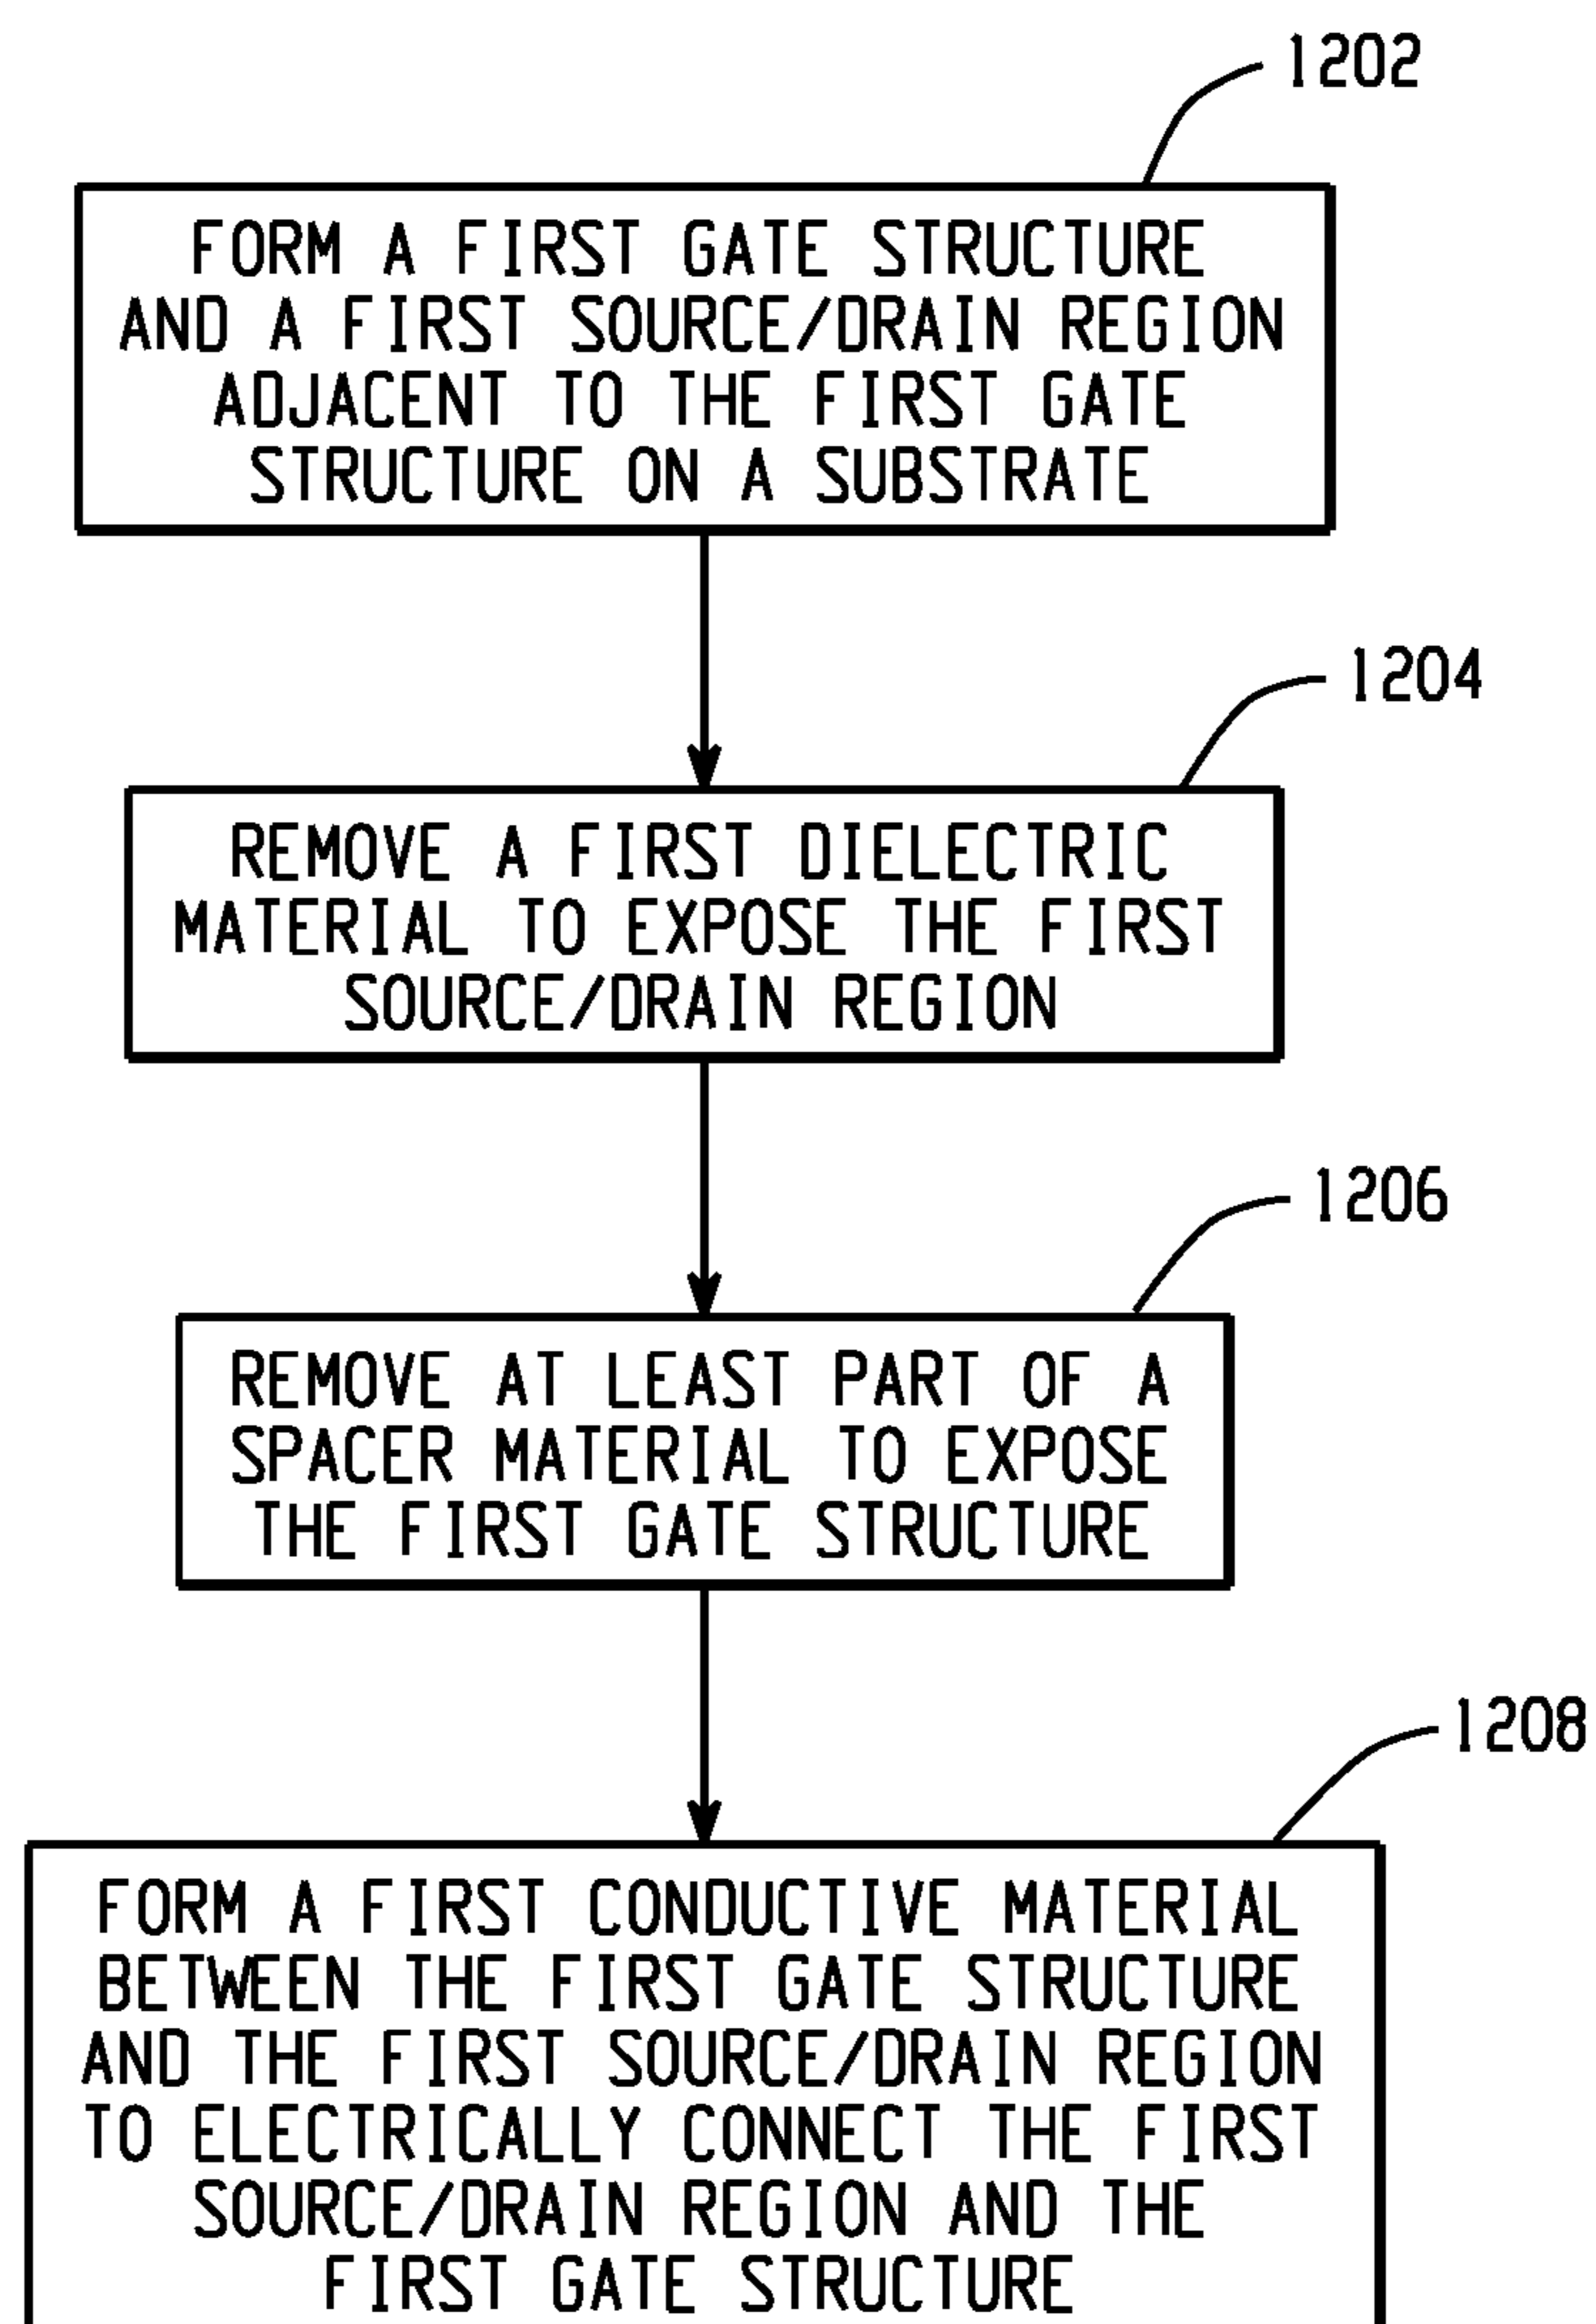 1202
FORM A FIRST GATE STRUCTURE
AND A FIRST SOURCE/DRAIN REGION
ADJACENT TO THE FIRST GATE
STRUCTURE ON A SUBSTRATE
1204
REMOVE A FIRST DIELECTRIC
MATERIAL TO EXPOSE THE FIRST
SOURCE/DRAIN REGION
1206
REMOVE AT LEAST PART OF A
SPACER MATERIAL TO EXPOSE
THE FIRST GATE STRUCTURE
1208
FORM A FIRST CONDUCTIVE MATERIAL
BETWEEN THE FIRST GATE STRUCTURE
AND THE FIRST SOURCE/DRAIN REGION
TO ELECTRICALLY CONNECT THE FIRST
SOURCE/DRAIN REGION AND THE
FIRST GATE STRUCTURE